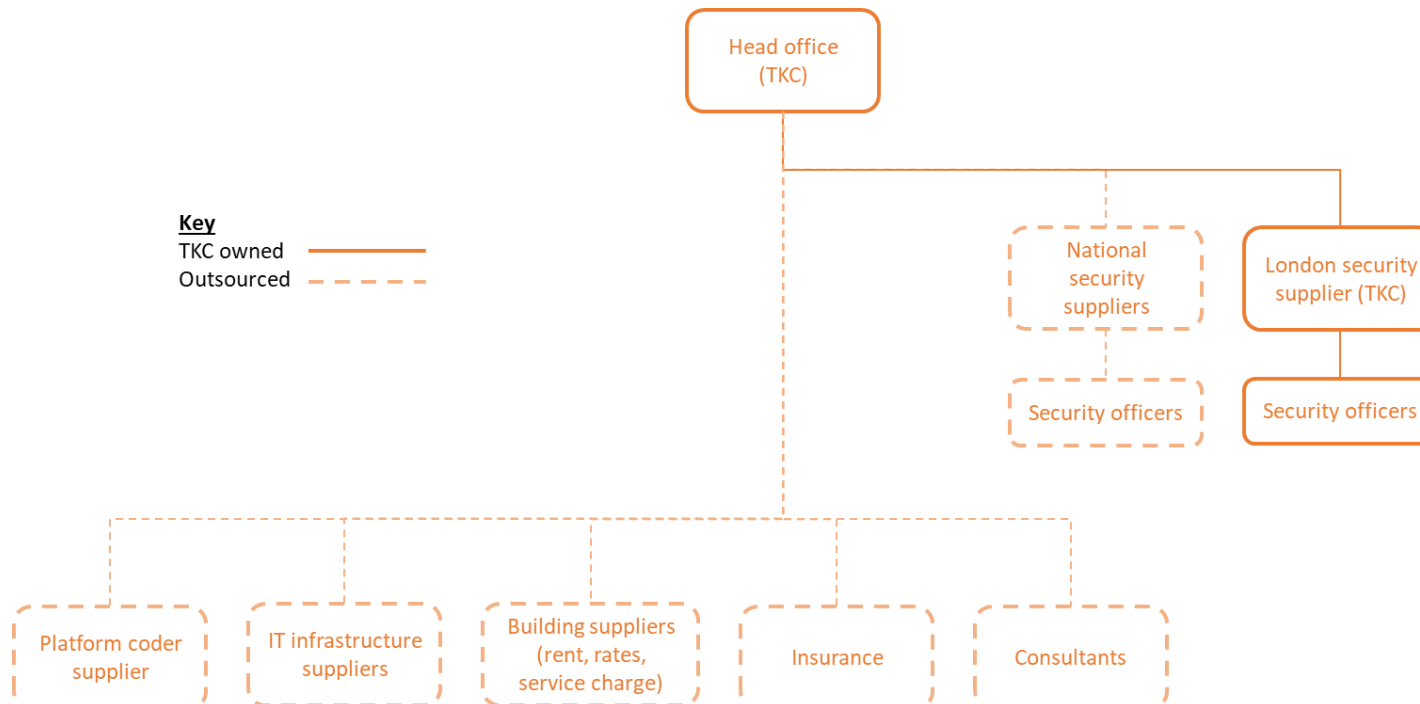 Head office
(TKC)
Key
TKC owned
Outsourced
National
security
suppliers
London security
supplier (TKC)
Security officers
Security officers
Platform coder
supplier
IT infrastructure
suppliers
Building suppliers
(rent, rates,
service charge)
Insurance
Consultants